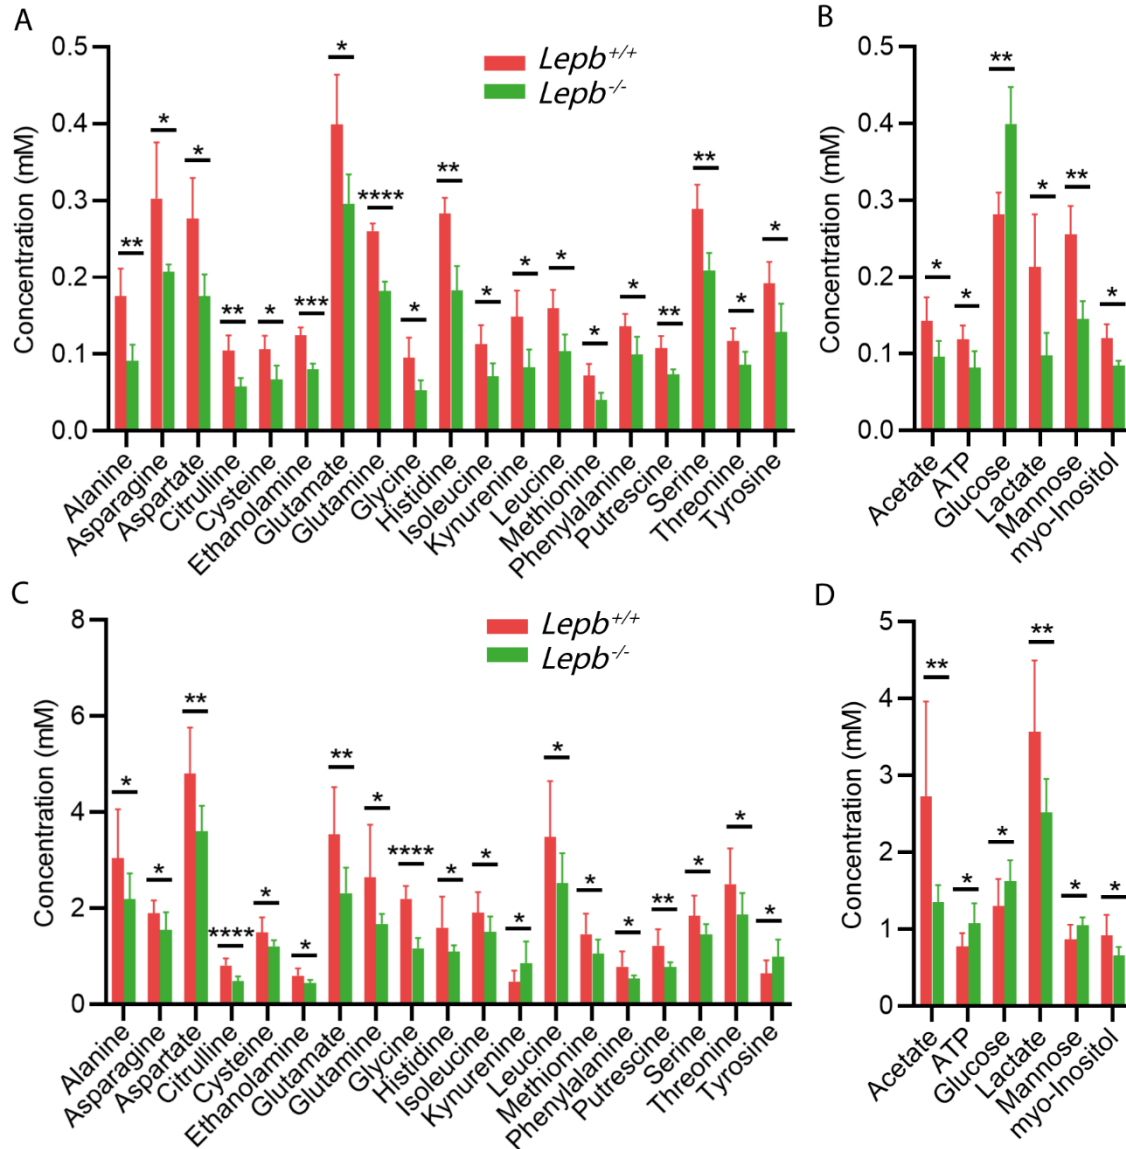 A
Concentration (mM)
0.5
0.4
0.3
0.2
0.1
0.0
Lepb+/+
Lepb-/-
** * * ** * *** * **** * ** * * * * * ** ** * *
Alanine
Asparagine
Aspartate
Citrulline
Cysteine
Ethanolamine
Glutamate
Glutamine
Glycine
Histidine
Isoleucine
Kynurenine
Leucine
Methionine
Phenylalanine
Putrescine
Serine
Threonine
Tyrosine
B
Concentration (mM)
0.5
0.4
0.3
0.2
0.1
0.0
* * ** * ** *
Acetate
ATP
Glucose
Lactate
Mannose
myo-Inositol
C
Concentration (mM)
8
6
4
2
0
Lepb+/+
Lepb-/-
* * ** **** * * ** * **** * * * * * * ** * * *
Alanine
Asparagine
Aspartate
Citrulline
Cysteine
Ethanolamine
Glutamate
Glutamine
Glycine
Histidine
Isoleucine
Kynurenine
Leucine
Methionine
Phenylalanine
Putrescine
Serine
Threonine
Tyrosine
D
Concentration (mM)
5
4
3
2
1
0
** * * ** * *
Acetate
ATP
Glucose
Lactate
Mannose
myo-Inositol